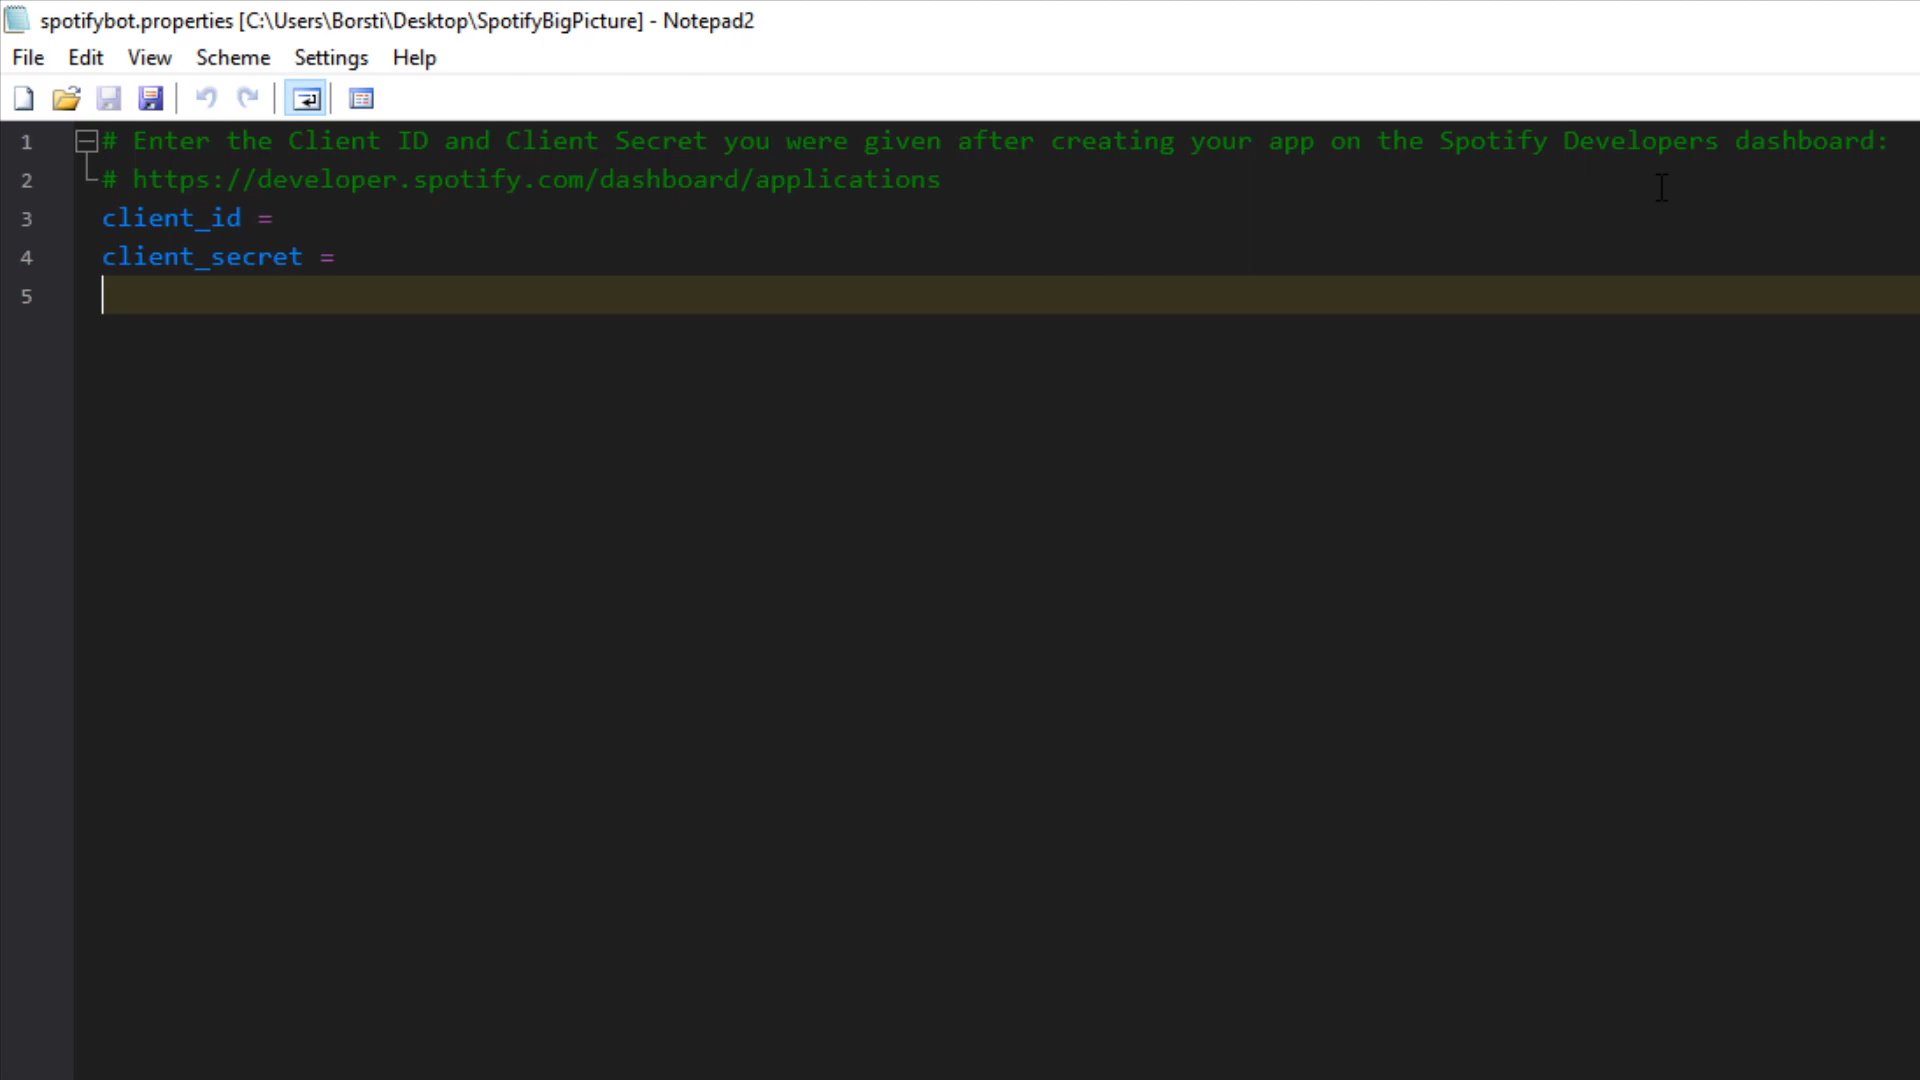 spotifybot.properties [C:\Users\Borsti\Desktop\SpotifyBigPicture] - Notepad2
File Edit View Scheme Settings Help
1 # Enter the Client ID and Client Secret you were given after creating your app on the Spotify Developers dashboard:
2 # https://developer.spotify.com/dashboard/applications
3 client_id =
4 client_secret =
5